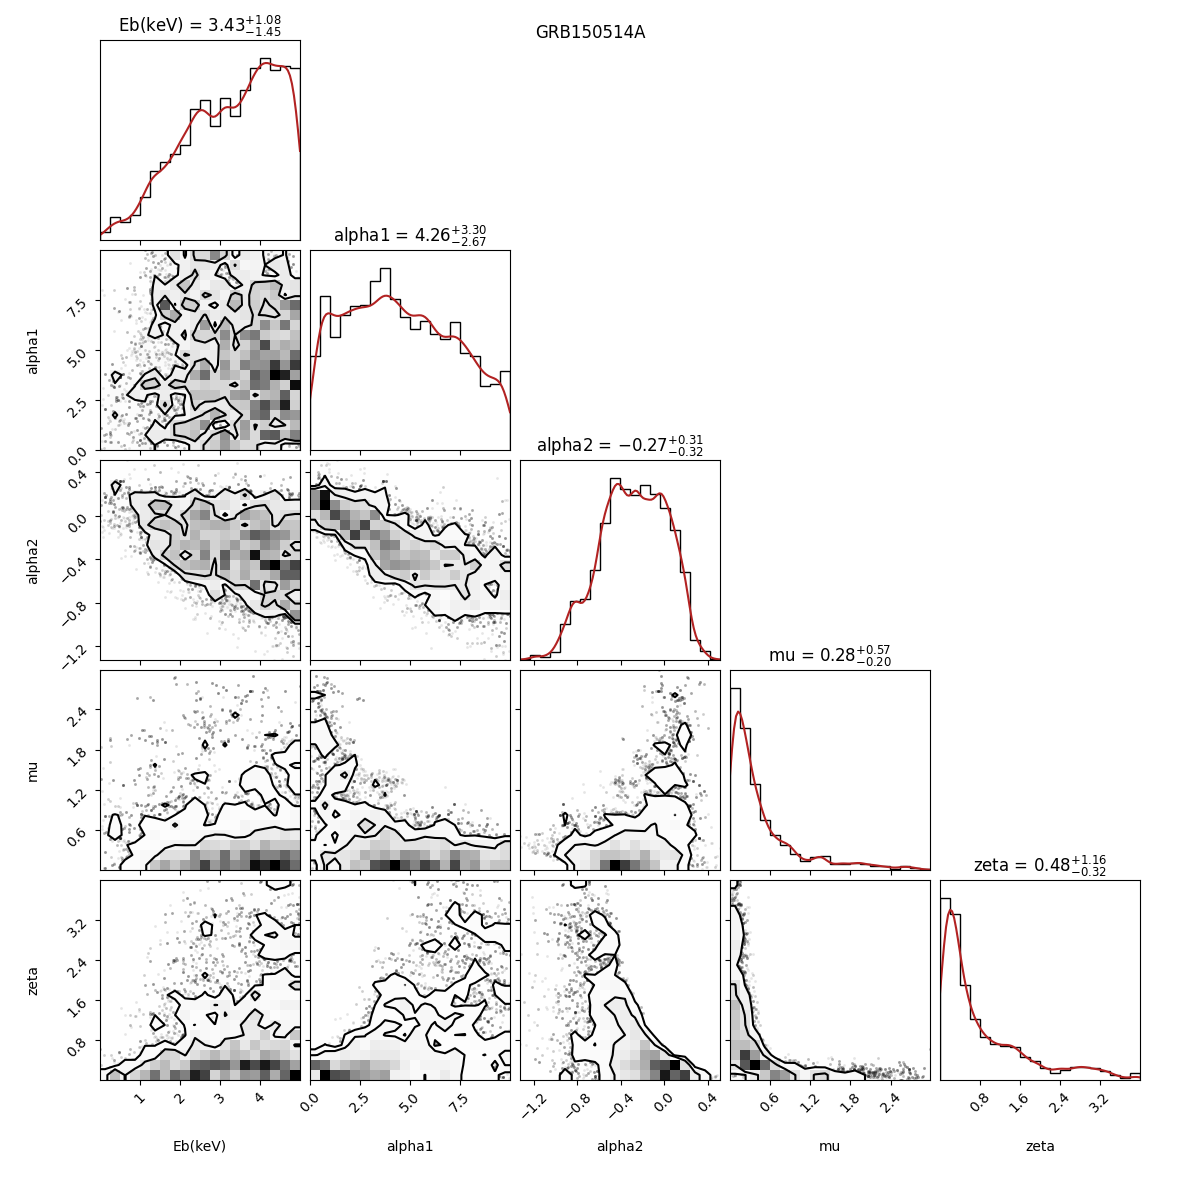 GRB150514A
Eb(keV) = 3.43+1.08−1.45
alpha1 = 4.26+3.30−2.67
alpha1
7.5
5.0
2.5
0.0
alpha2 = −0.27+0.31−0.32
alpha2
0.4
0.0
−0.4
−0.8
−1.2
mu = 0.28+0.57−0.20
mu
2.4
1.8
1.2
0.6
zeta = 0.48+1.16−0.32
zeta
3.2
2.4
1.6
0.8
1 2 3 4 0.0 2.5 5.0 7.5 −1.2 −0.8 −0.4 0.0 0.4 0.6 1.2 1.8 2.4 0.8 1.6 2.4 3.2
Eb(keV) alpha1 alpha2 mu zeta